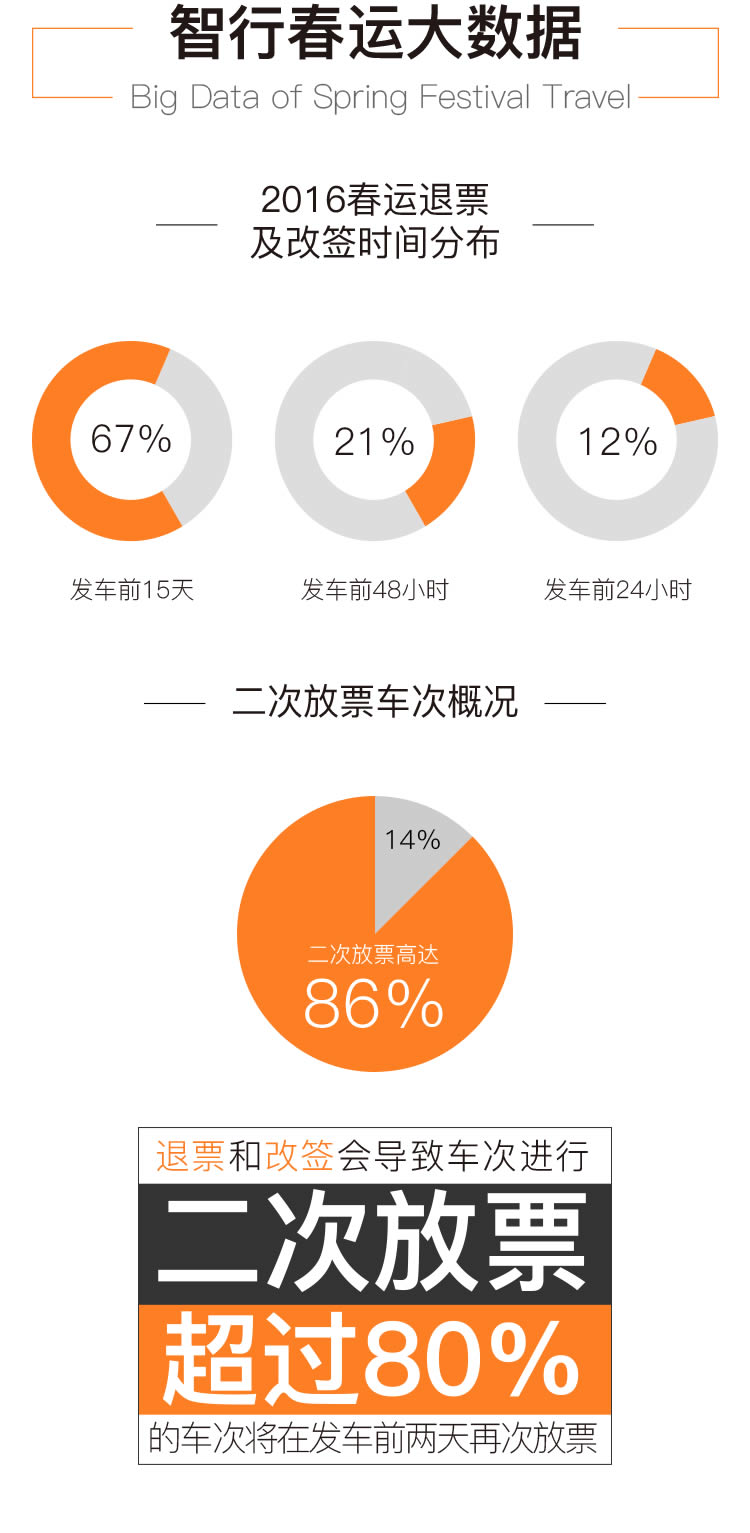 智行春运大数据
Big Data of Spring Festival Travel
2016春运退票
及改签时间分布
67%
21%
12%
发车前15天
发车前48小时
发车前24小时
二次放票车次概况
14%
二次放票高达
86%
退票和改签会导致车次进行
二次放票
超过80%
的车次将在发车前两天再次放票